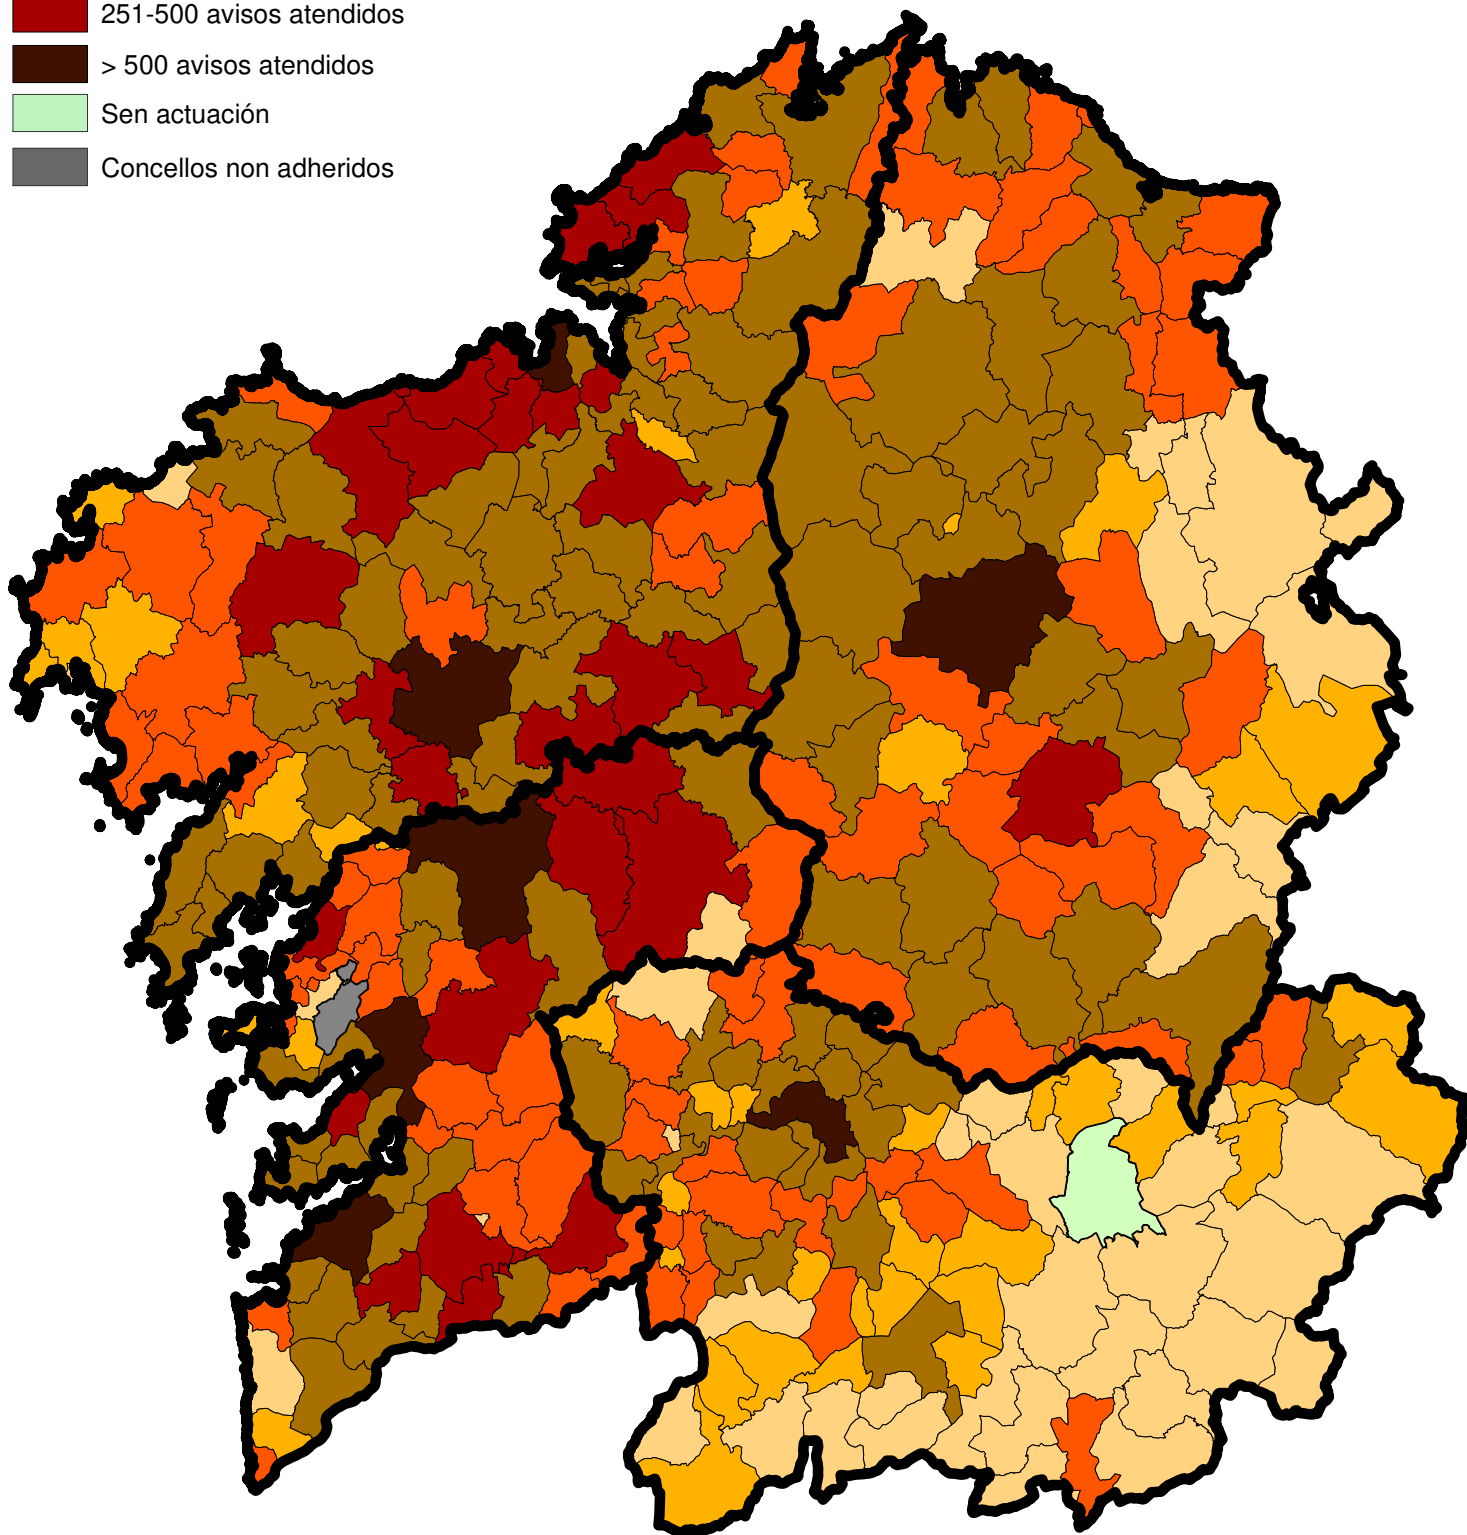 251-500 avisos atendidos
> 500 avisos atendidos
Sen actuación
Concellos non adheridos